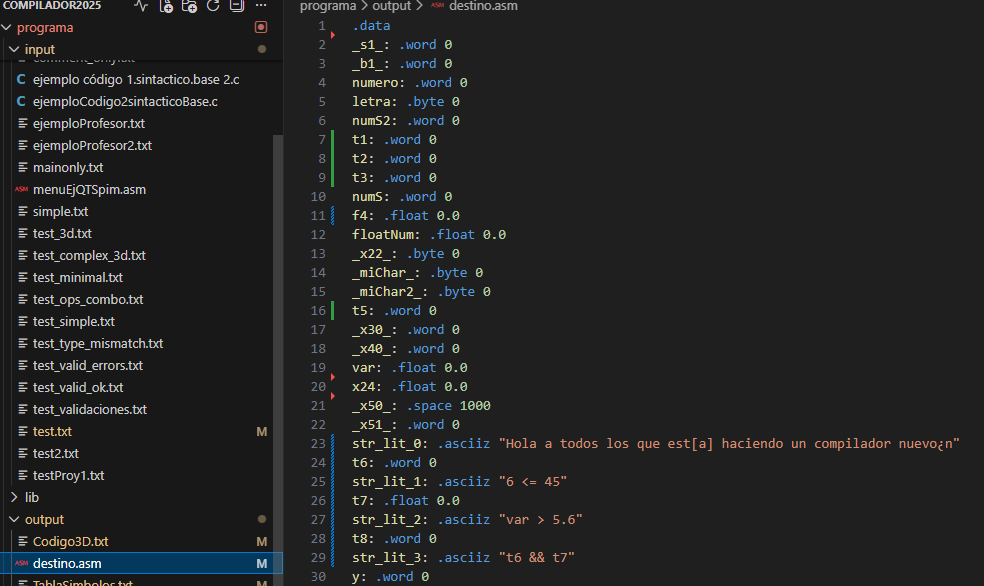 COMPILADOR2025
programa
input
comment_only.txt
ejemplo código 1.sintactico.base 2.c
ejemploCodigo2sintacticoBase.c
ejemploProfesor.txt
ejemploProfesor2.txt
mainonly.txt
menuEjQTSpim.asm
simple.txt
test_3d.txt
test_complex_3d.txt
test_minimal.txt
test_ops_combo.txt
test_simple.txt
test_type_mismatch.txt
test_valid_errors.txt
test_valid_ok.txt
test_validaciones.txt
test.txt M
test2.txt
testProy1.txt
lib
output
Codigo3D.txt M
destino.asm M
TablaSimbolos.txt M
programa > output > ASM destino.asm
1 .data
2 _s1_: .word 0
3 _b1_: .word 0
4 numero: .word 0
5 letra: .byte 0
6 numS2: .word 0
7 t1: .word 0
8 t2: .word 0
9 t3: .word 0
10 numS: .word 0
11 f4: .float 0.0
12 floatNum: .float 0.0
13 _x22_: .byte 0
14 _miChar_: .byte 0
15 _miChar2_: .byte 0
16 t5: .word 0
17 _x30_: .word 0
18 _x40_: .word 0
19 var: .float 0.0
20 x24: .float 0.0
21 _x50_: .space 1000
22 _x51_: .word 0
23 str_lit_0: .asciiz "Hola a todos los que est[a] haciendo un compilador nuevo¿n"
24 t6: .word 0
25 str_lit_1: .asciiz "6 <= 45"
26 t7: .float 0.0
27 str_lit_2: .asciiz "var > 5.6"
28 t8: .word 0
29 str_lit_3: .asciiz "t6 && t7"
30 y: .word 0